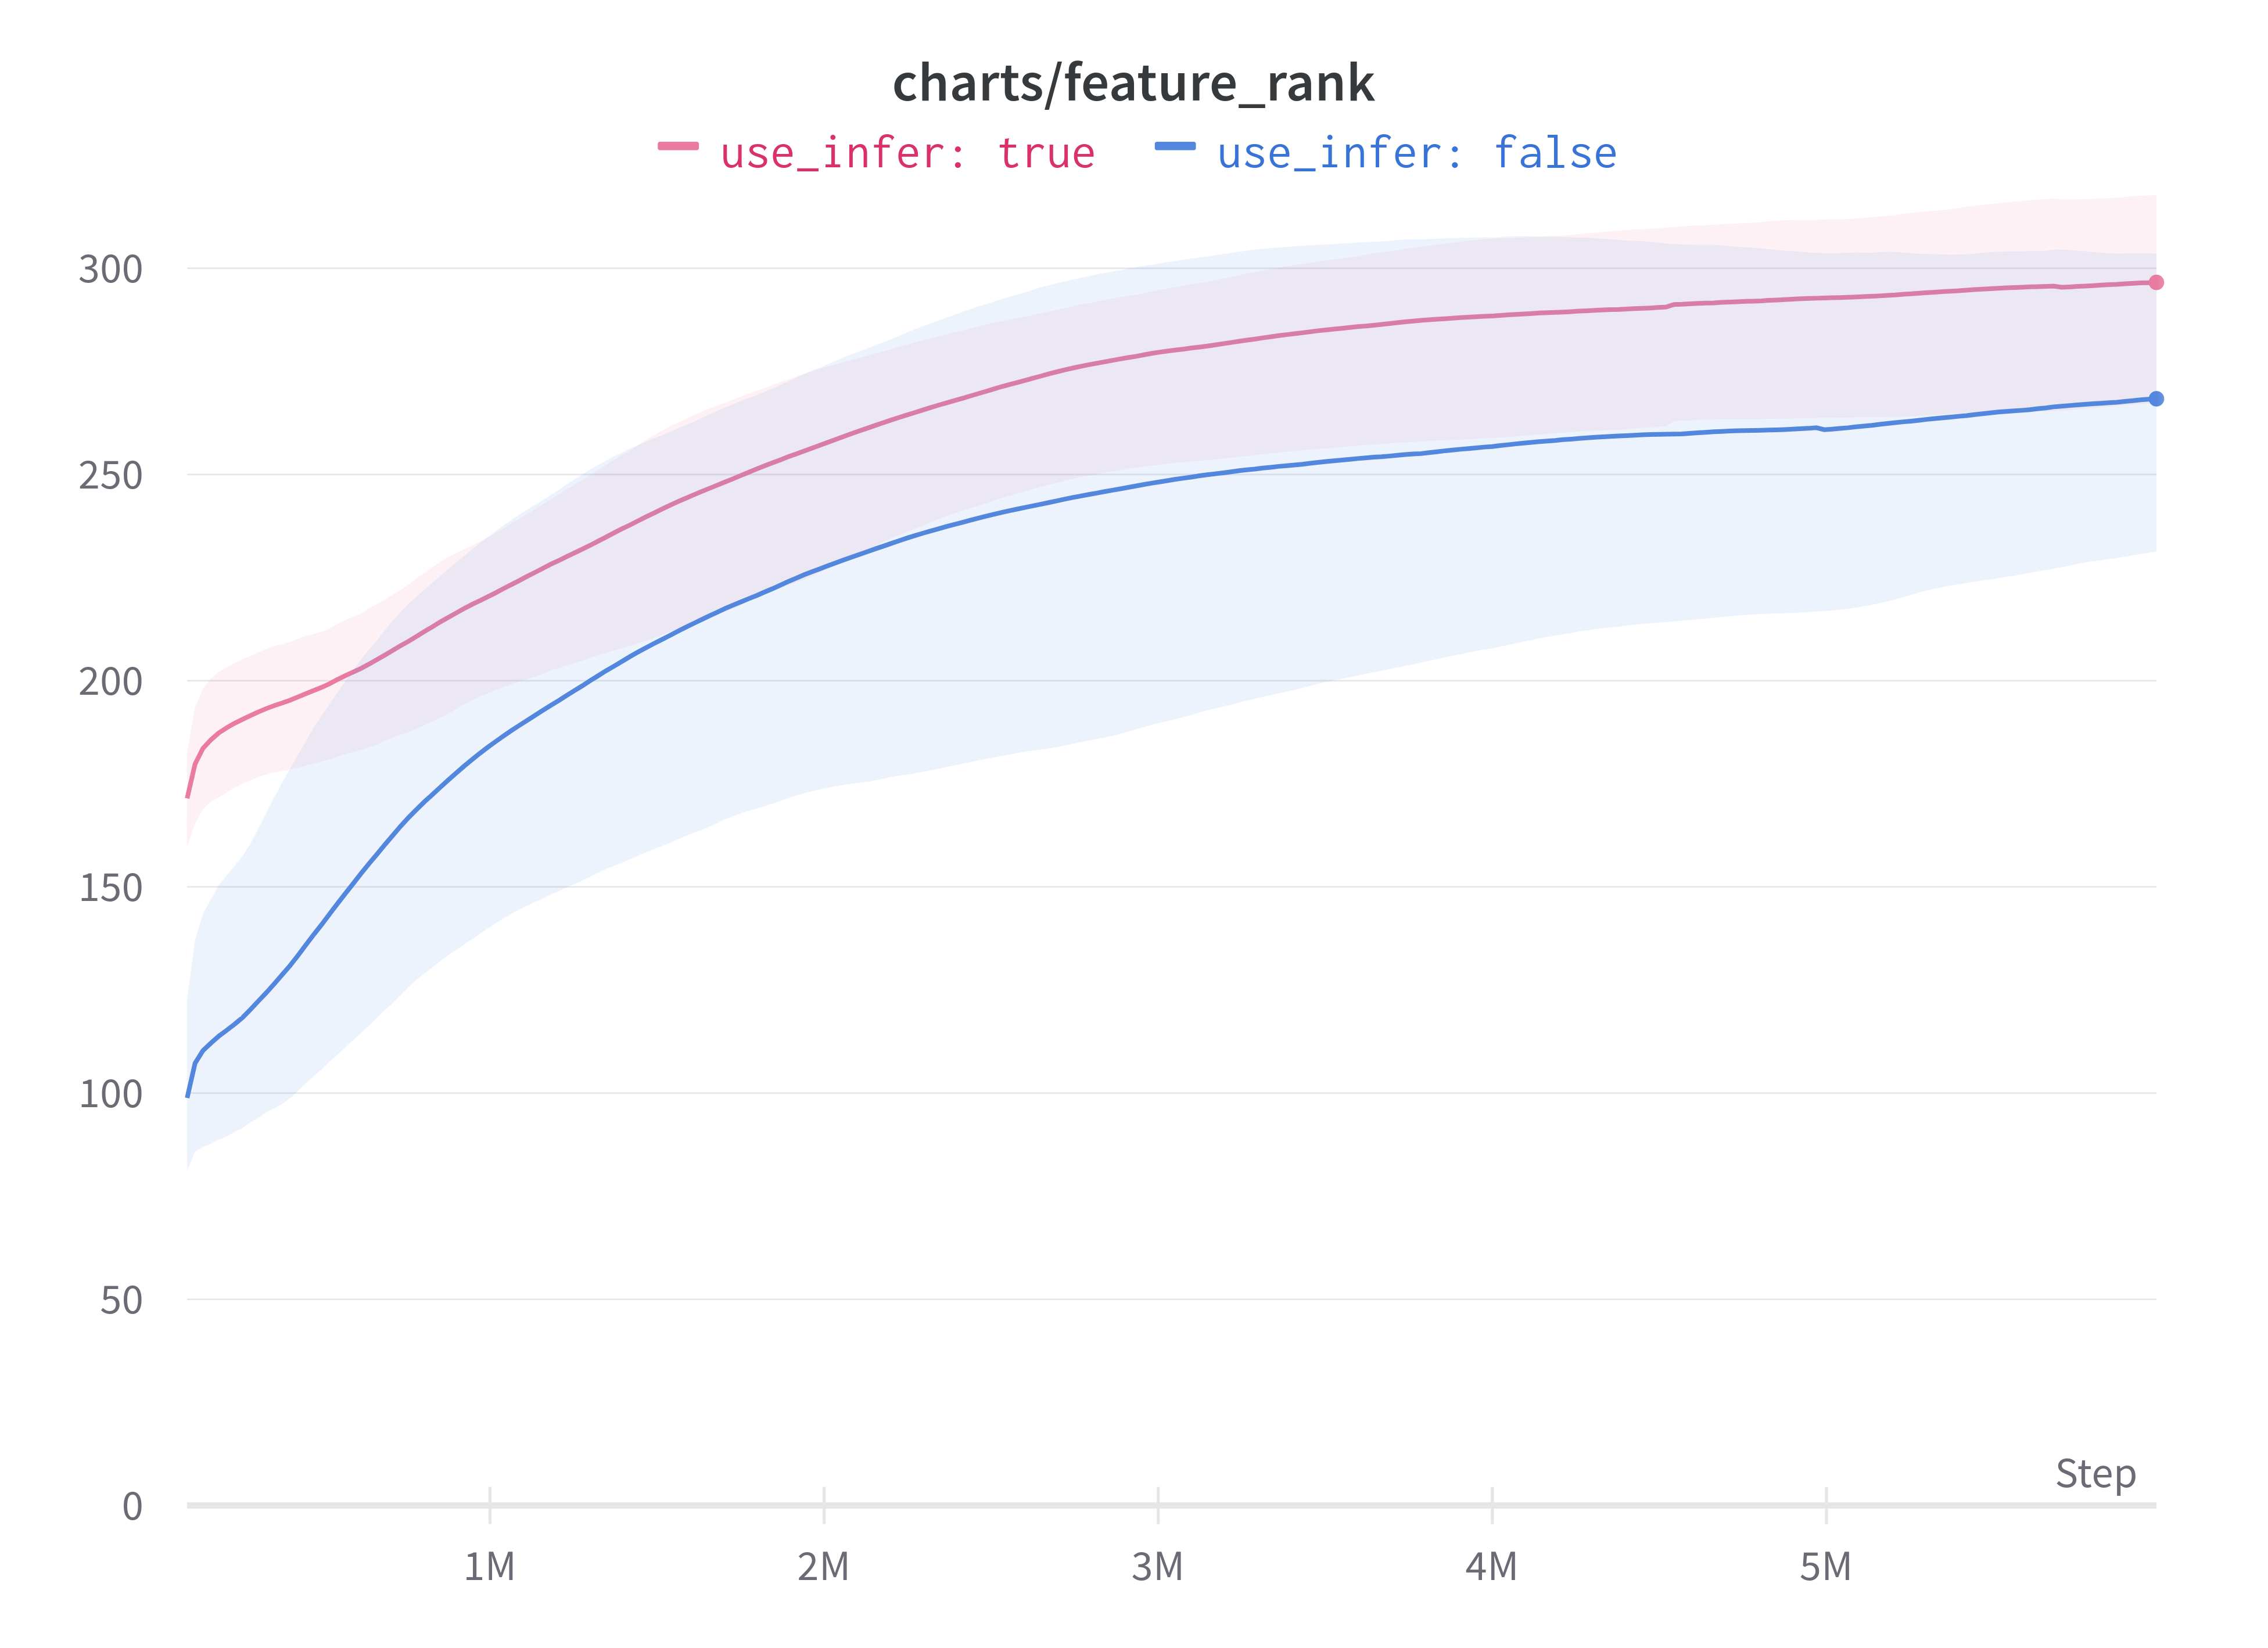 charts/feature_rank
use_infer: true use_infer: false
300
250
200
150
100
50
0
Step
1M 2M 3M 4M 5M